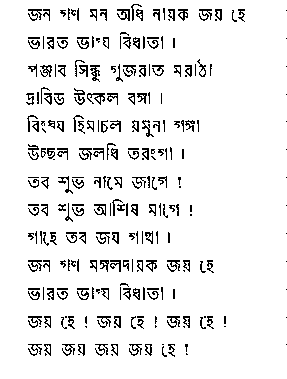 জন গণ মন অধি নায়ক জয় হে
ভারত ভাগ্য বিধাতা ।
পঞ্জাব সিন্ধু গুজরাত মরাঠা
দ্রাবিড উৎকল বঙ্গা ।
বিংধ্য হিমাচল য়মুনা গঙ্গা
উচ্ছল জলধি তরংগা ।
তব শুভ নামে জাগে !
তব শুভ আশিষ মাগে !
গাহে তব জয় গাথা ।
জন গণ মঙ্গলদায়ক জয় হে
ভারত ভাগ্য বিধাতা ।
জয় হে ! জয় হে ! জয় হে !
জয় জয় জয় জয় হে !